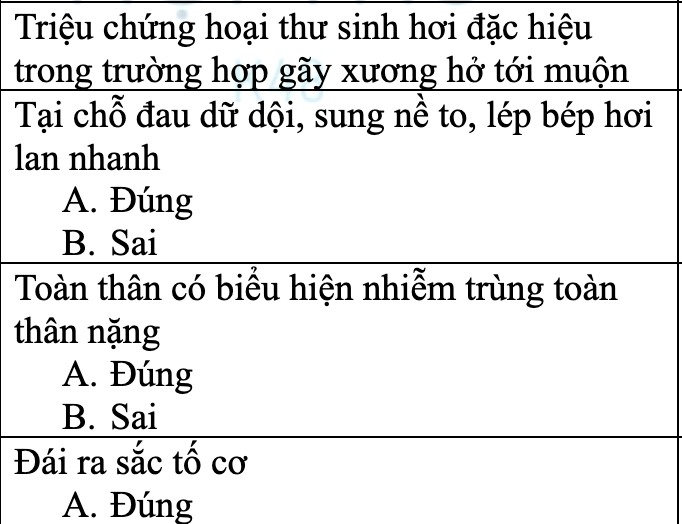 Triệu chứng hoại thư sinh hơi đặc hiệu
trong trường hợp gãy xương hở tới muộn
Tại chỗ đau dữ dội, sung nề to, lép bép hơi
lan nhanh
A. Đúng
B. Sai
Toàn thân có biểu hiện nhiễm trùng toàn
thân nặng
A. Đúng
B. Sai
Đái ra sắc tố cơ
A. Đúng